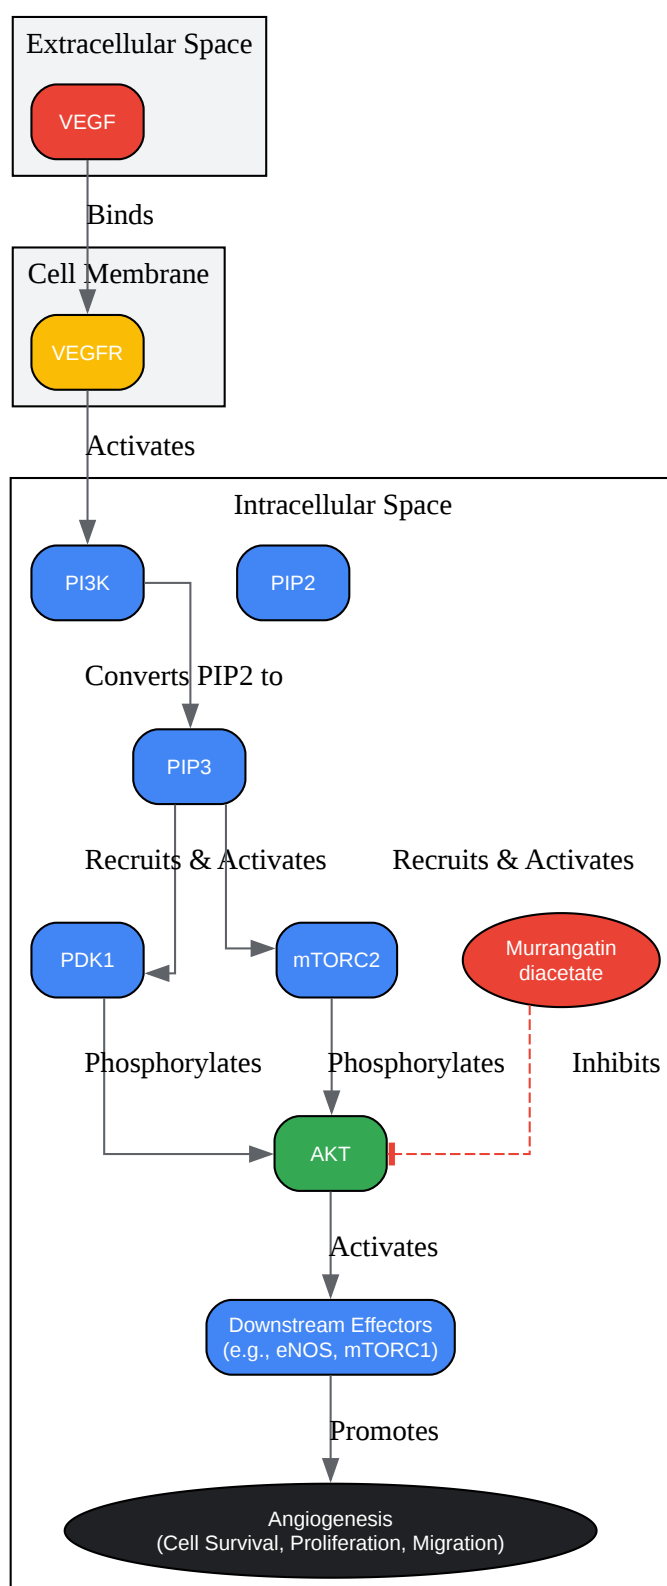 Extracellular Space
VEGF
Binds
Cell Membrane
VEGFR
Activates
Intracellular Space
PI3K
PIP2
Converts PIP2 to
PIP3
Recruits & Activates
Recruits & Activates
PDK1
mTORC2
Murrangatin
diacetate
Phosphorylates
Phosphorylates
Inhibits
AKT
Activates
Downstream Effectors
(e.g., eNOS, mTORC1)
Promotes
Angiogenesis
(Cell Survival, Proliferation, Migration)